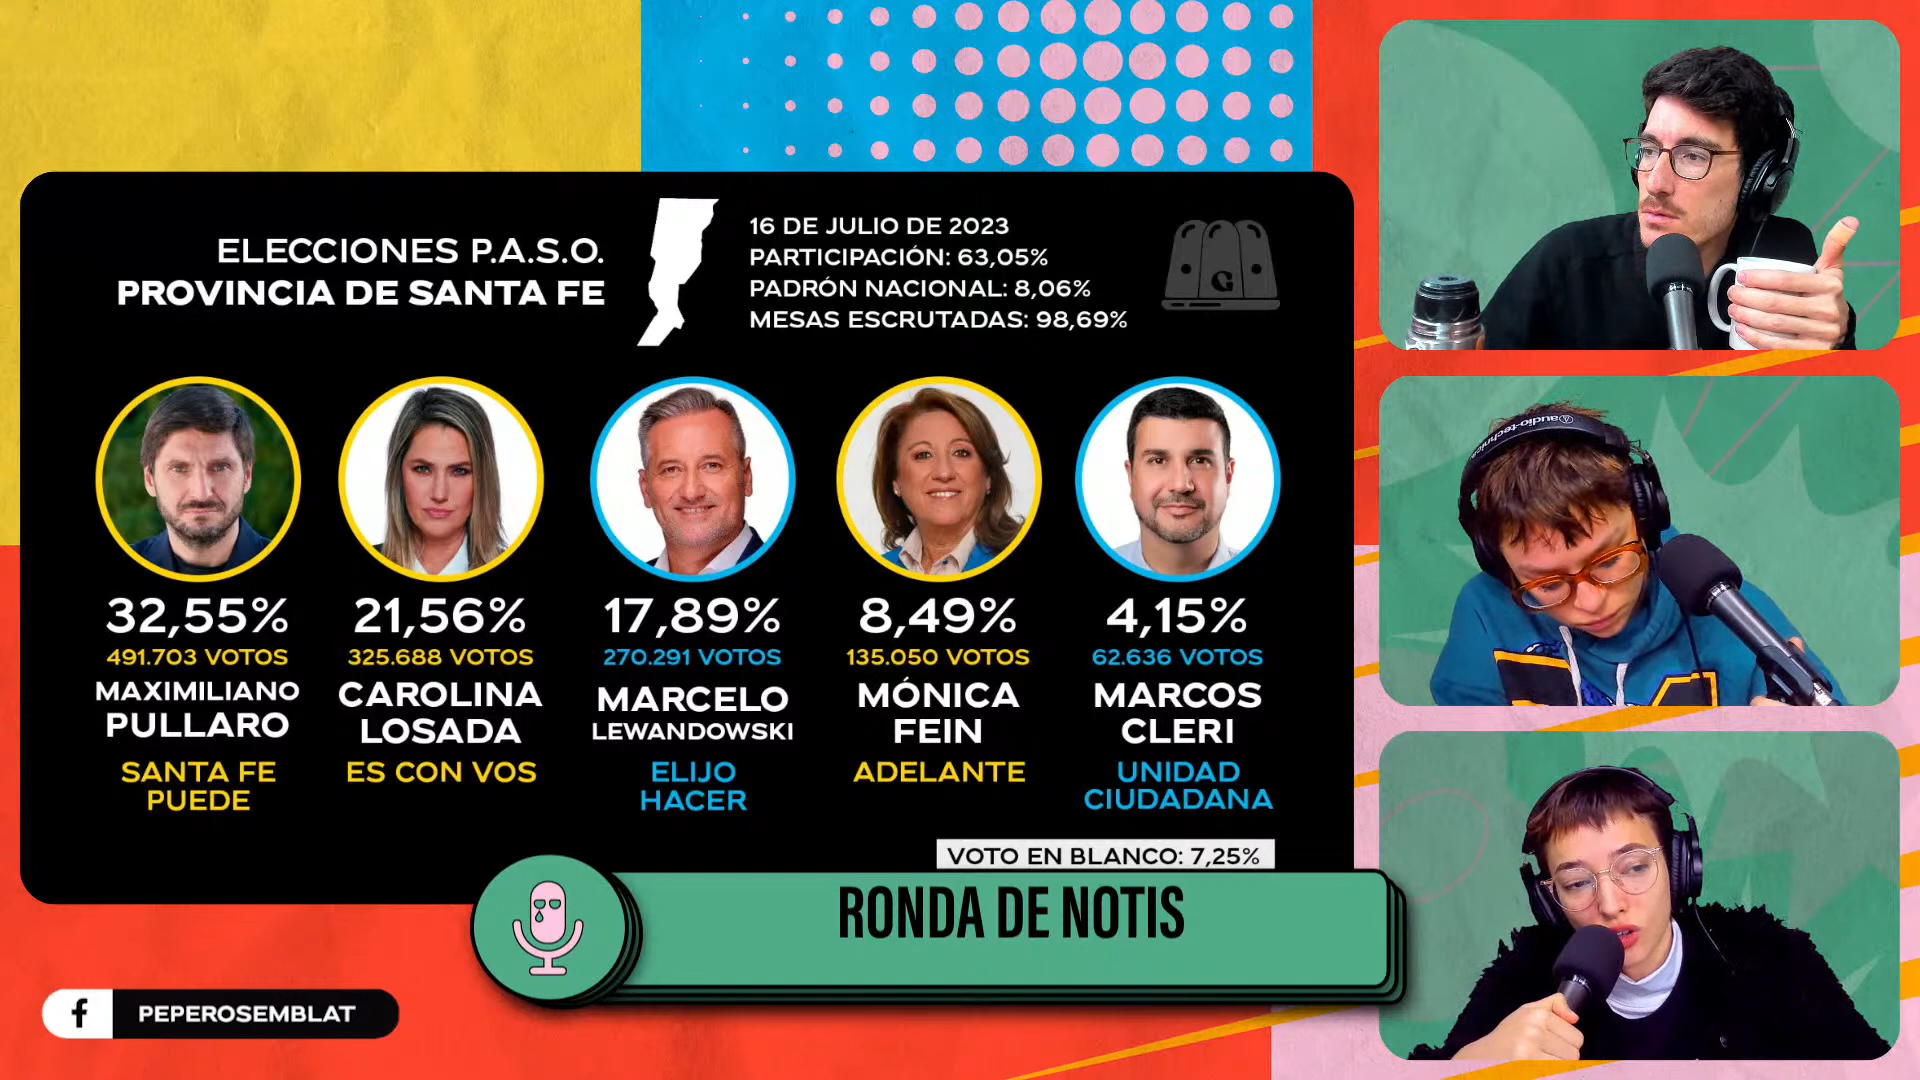 ELECCIONES P.A.S.O.
PROVINCIA DE SANTA FE
16 DE JULIO DE 2023
PARTICIPACIÓN: 63,05%
PADRÓN NACIONAL: 8,06%
MESAS ESCRUTADAS: 98,69%
G
32,55%
491.703 VOTOS
MAXIMILIANO
PULLARO
SANTA FE
PUEDE
21,56%
325.688 VOTOS
CAROLINA
LOSADA
ES CON VOS
17,89%
270.291 VOTOS
MARCELO
LEWANDOWSKI
ELIJO
HACER
8,49%
135.050 VOTOS
MÓNICA
FEIN
ADELANTE
4,15%
62.636 VOTOS
MARCOS
CLERI
UNIDAD
CIUDADANA
VOTO EN BLANCO: 7,25%
RONDA DE NOTIS
f PEPEROSEMBLAT
audio-technica